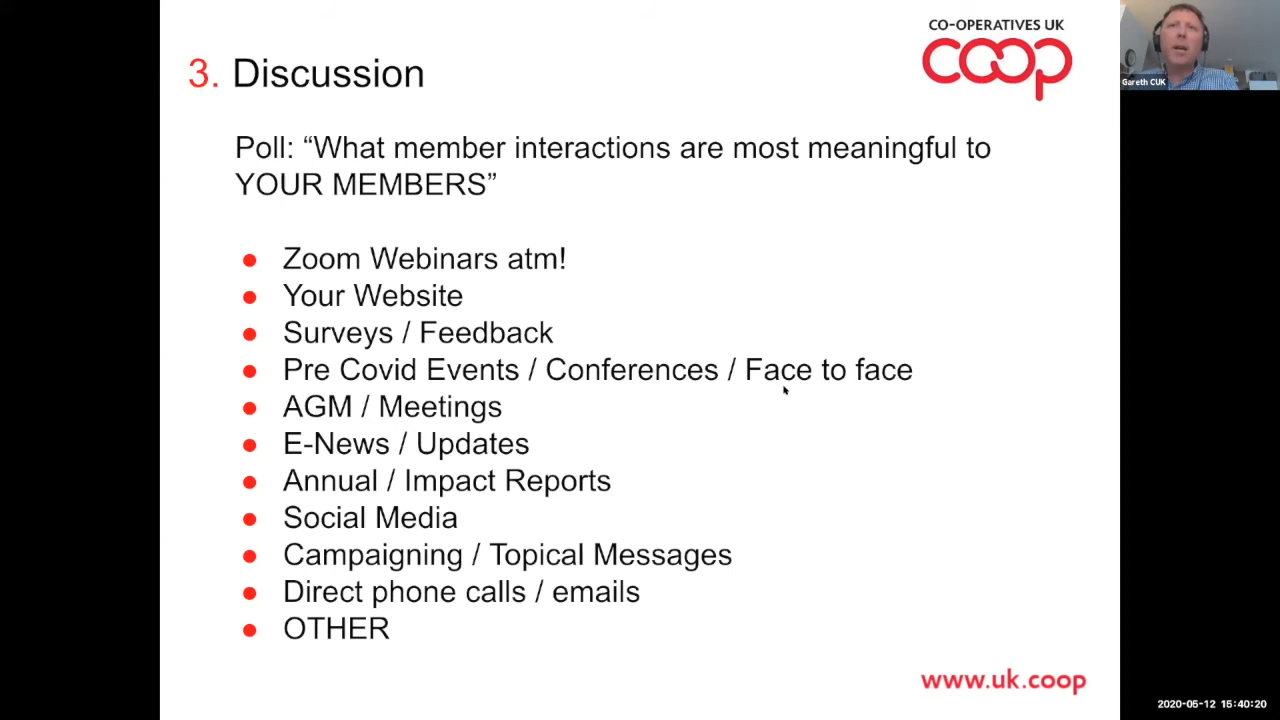 CO-OPERATIVES UK
coop
Gareth CUK
3. Discussion
Poll: “What member interactions are most meaningful to
YOUR MEMBERS”
● Zoom Webinars atm!
● Your Website
● Surveys / Feedback
● Pre Covid Events / Conferences / Face to face
● AGM / Meetings
● E-News / Updates
● Annual / Impact Reports
● Social Media
● Campaigning / Topical Messages
● Direct phone calls / emails
● OTHER
www.uk.coop
2020-05-12 15:40:20